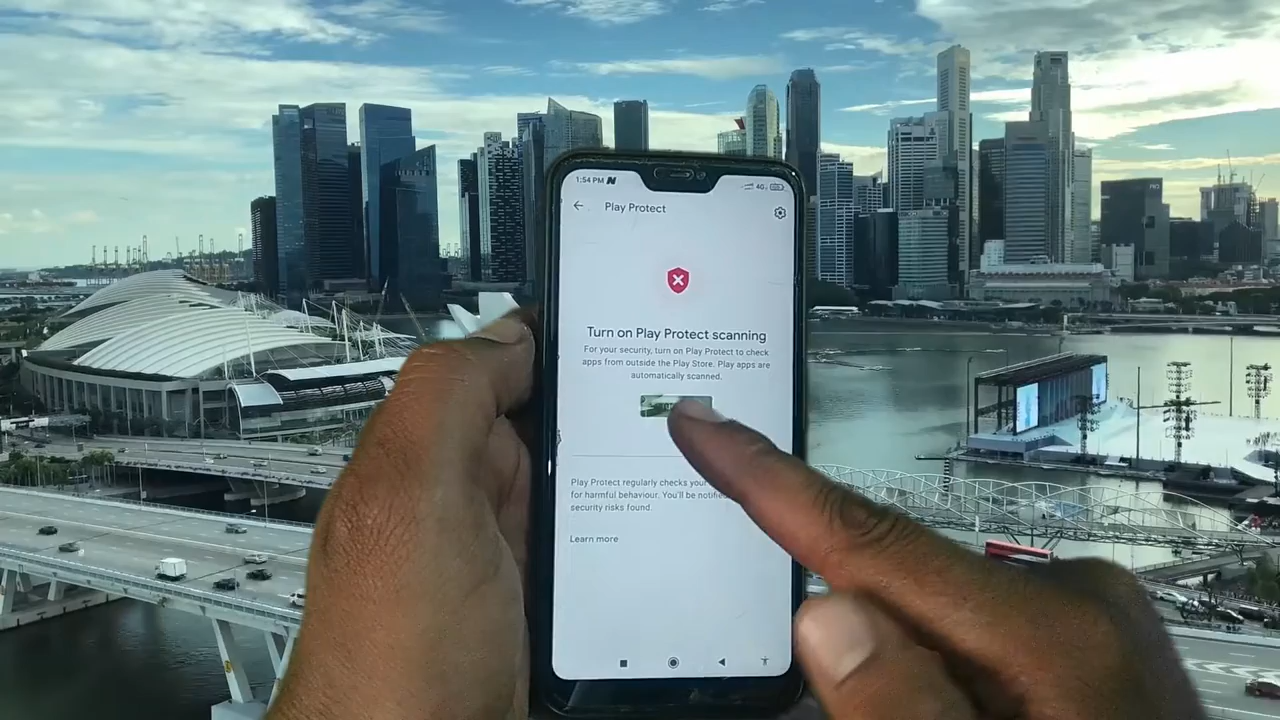 1:54 PM
4G
Play Protect
Turn on Play Protect scanning
For your security, turn on Play Protect to check
apps from outside the Play Store. Play apps are
automatically scanned.
Play Protect regularly checks your
for harmful behaviour. You'll be notified
security risks found.
Learn more